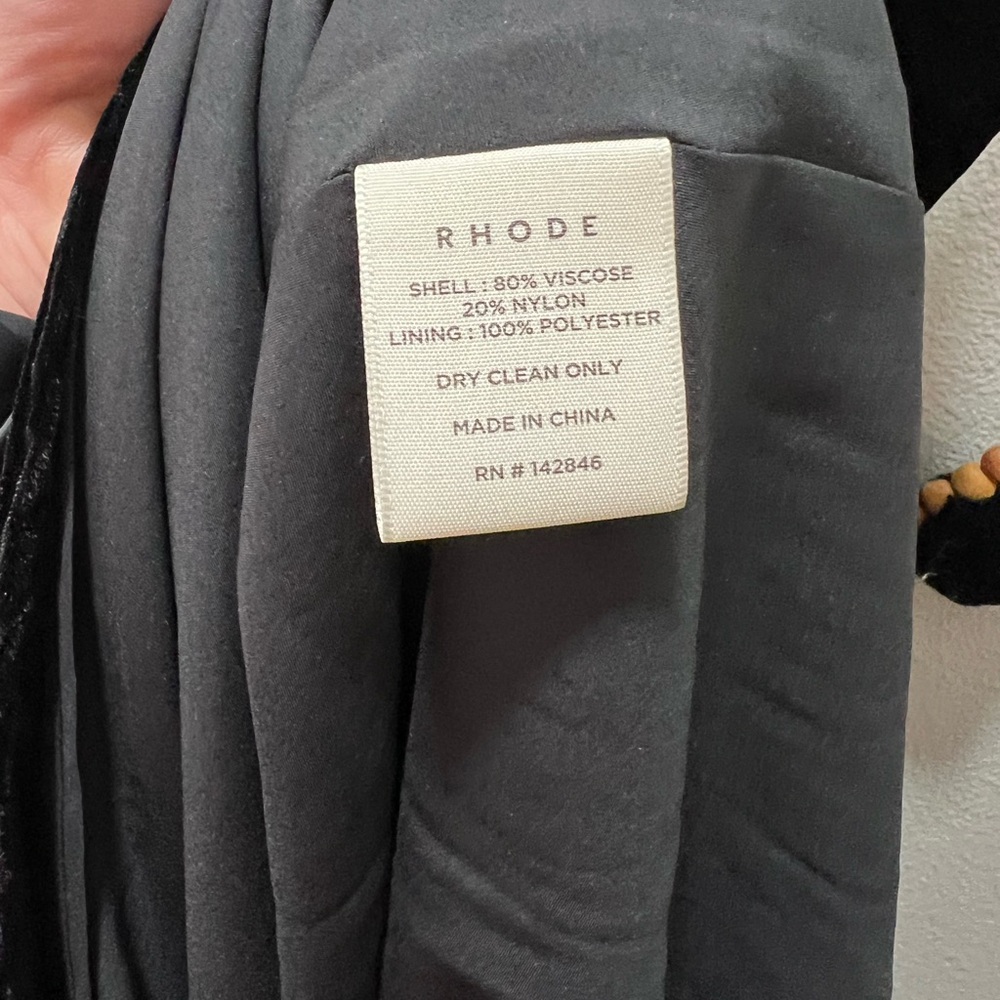 RHODE
SHELL : 80% VISCOSE
20% NYLON
LINING : 100% POLYESTER
DRY CLEAN ONLY
MADE IN CHINA
RN # 142846